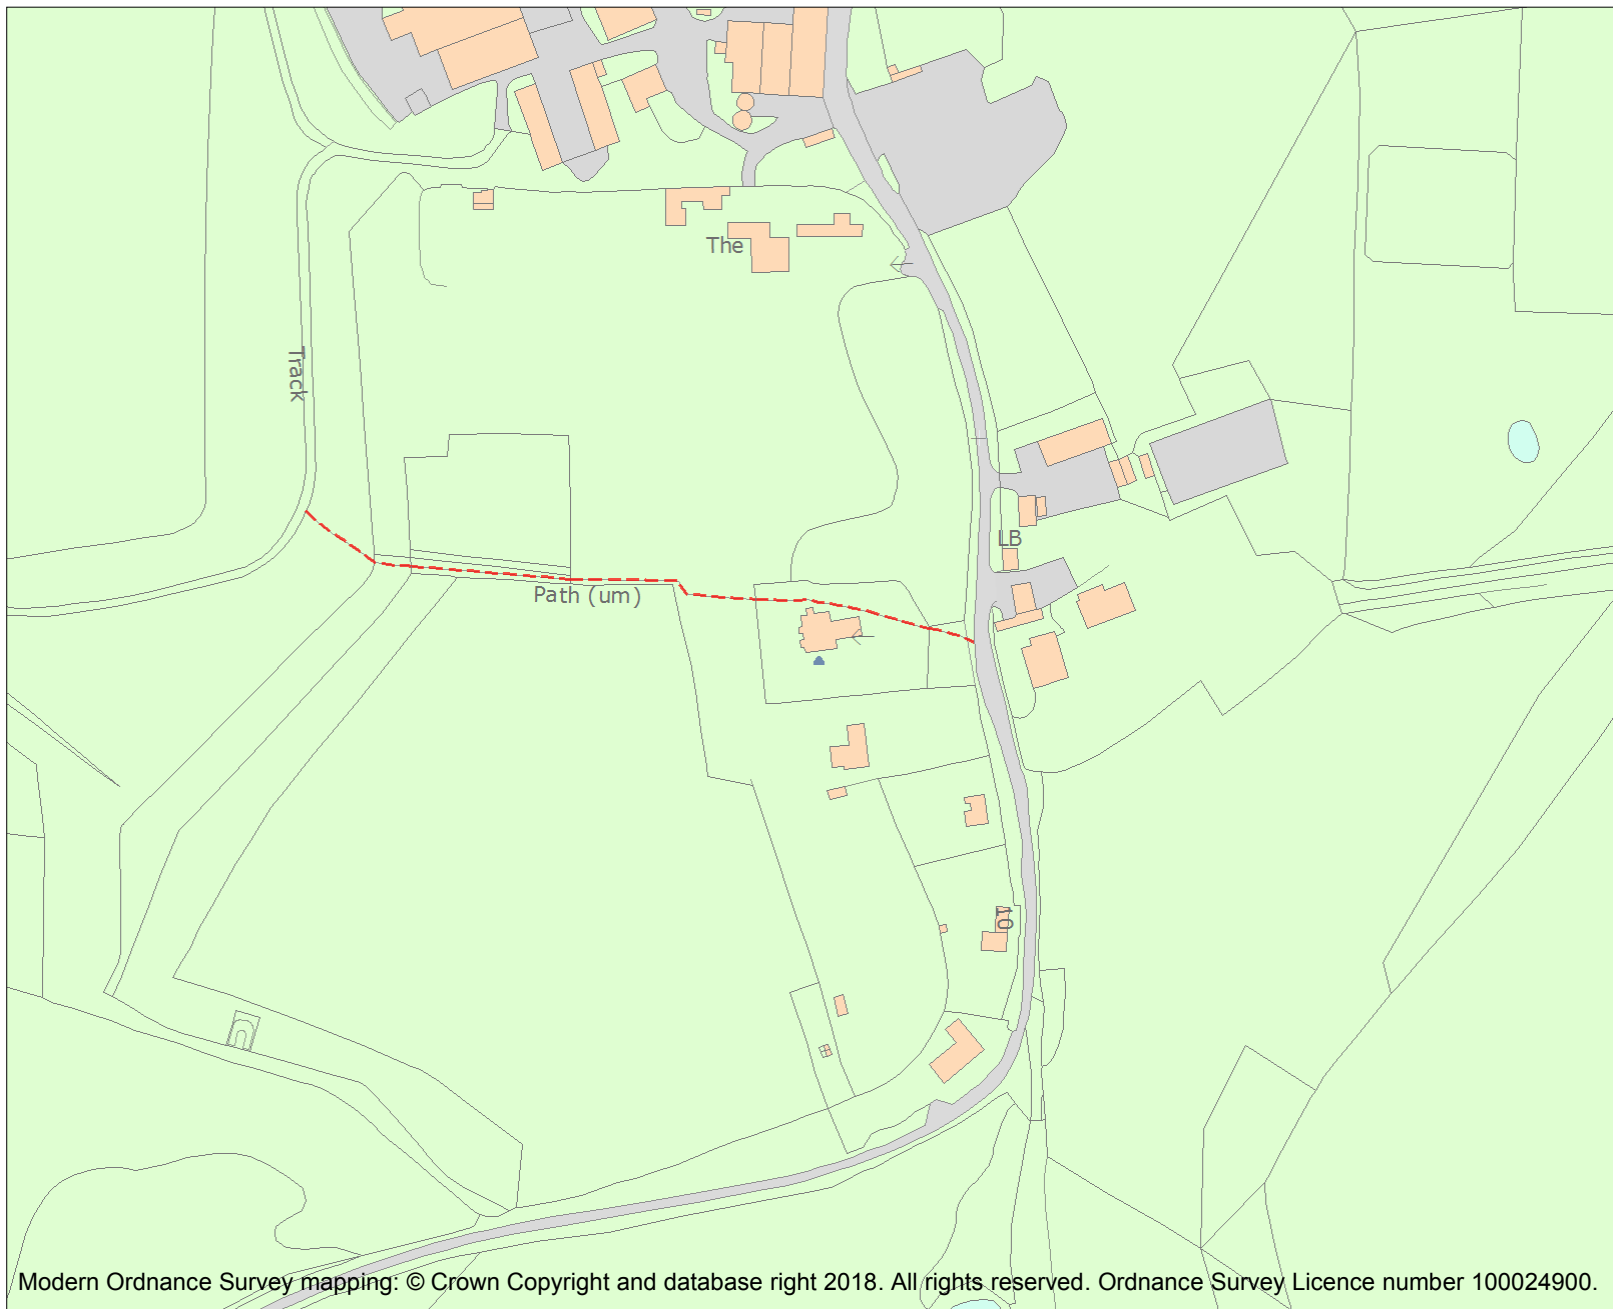 The
Track
LB
Path (um)
10
Modern Ordnance Survey mapping: © Crown Copyright and database right 2018. All rights reserved. Ordnance Survey Licence number 100024900.